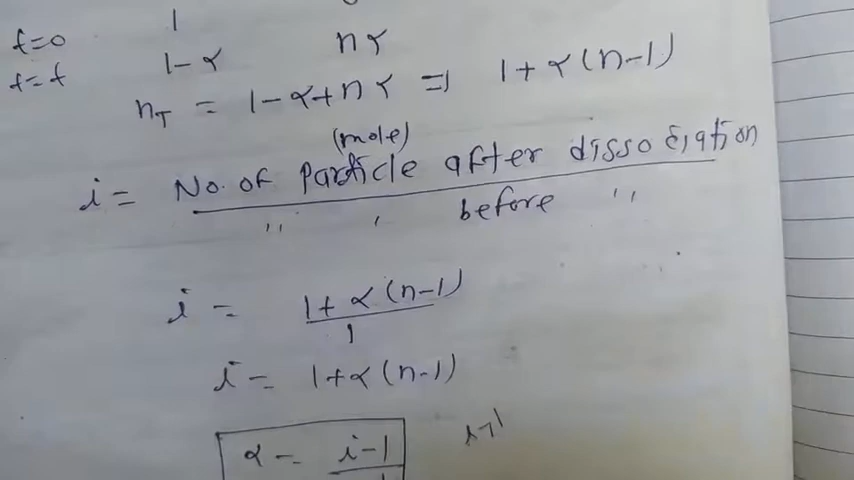 t=0 1
t=t 1-α nα
nT = 1-α+nα ⇒ 1+α(n-1)
(mole)
i = No. of particle after dissociation
" " before "
i = 1+α(n-1)
1
i = 1+α(n-1)
α = i-1 i>1